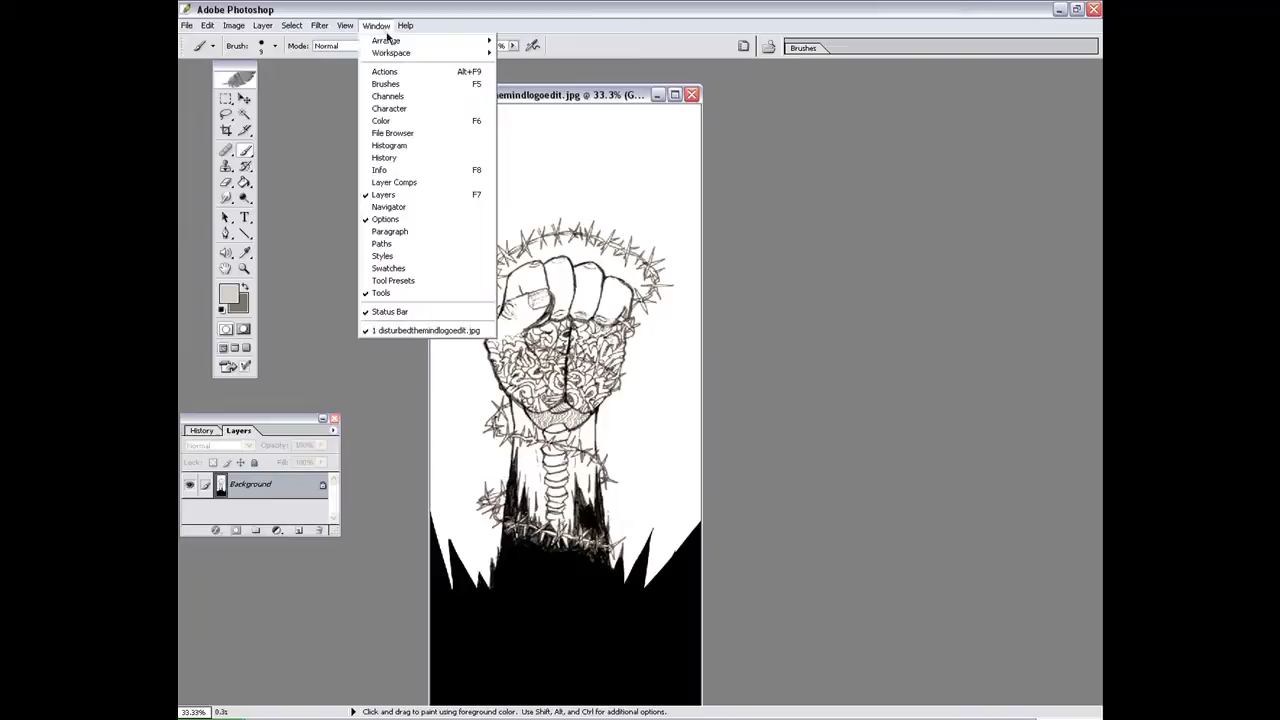 Adobe Photoshop
File Edit Image Layer Select Filter View Window Help
Brush: 9 Mode: Normal % Brushes
Arrange
Workspace
Actions Alt+F9
Brushes F5
Channels
Character
Color F6
File Browser
Histogram
History
Info F8
Layer Comps
Layers F7
Navigator
Options
Paragraph
Paths
Styles
Swatches
Tool Presets
Tools
Status Bar
1 disturbedthemindlogoedit.jpg
hemindlogoedit.jpg @ 33.3% (G...
History Layers
Normal Opacity: 100%
Lock: Fill: 100%
Background
33.33% 0.3s Click and drag to paint using foreground color. Use Shift, Alt, and Ctrl for additional options.